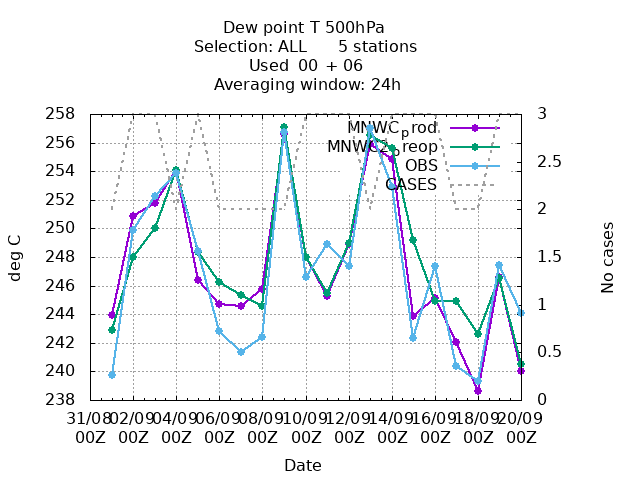 Dew point T 500hPa
Selection: ALL 5 stations
Used 00 + 06
Averaging window: 24h
258
256
254
252
250
248
246
244
242
240
238
3
2.5
2
1.5
1
0.5
0
deg C
No cases
MNWC_prod
MNWC2_preop
OBS
CASES
31/08 02/09 04/09 06/09 08/09 10/09 12/09 14/09 16/09 18/09 20/09
00Z 00Z 00Z 00Z 00Z 00Z 00Z 00Z 00Z 00Z 00Z
Date